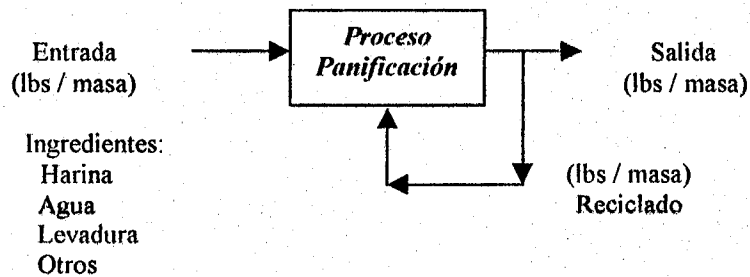 Entrada
(lbs / masa)
Proceso
Panificación
Salida
(lbs / masa)
Ingredientes:
Harina
Agua
Levadura
Otros
(lbs / masa)
Reciclado